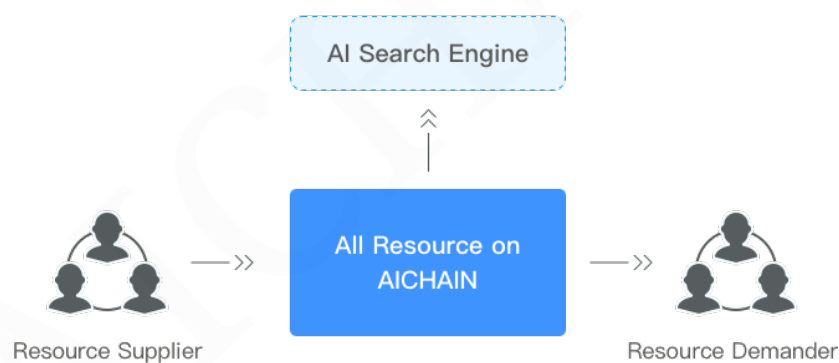 AI Search Engine
All Resource on
AICHAIN
Resource Supplier
Resource Demander